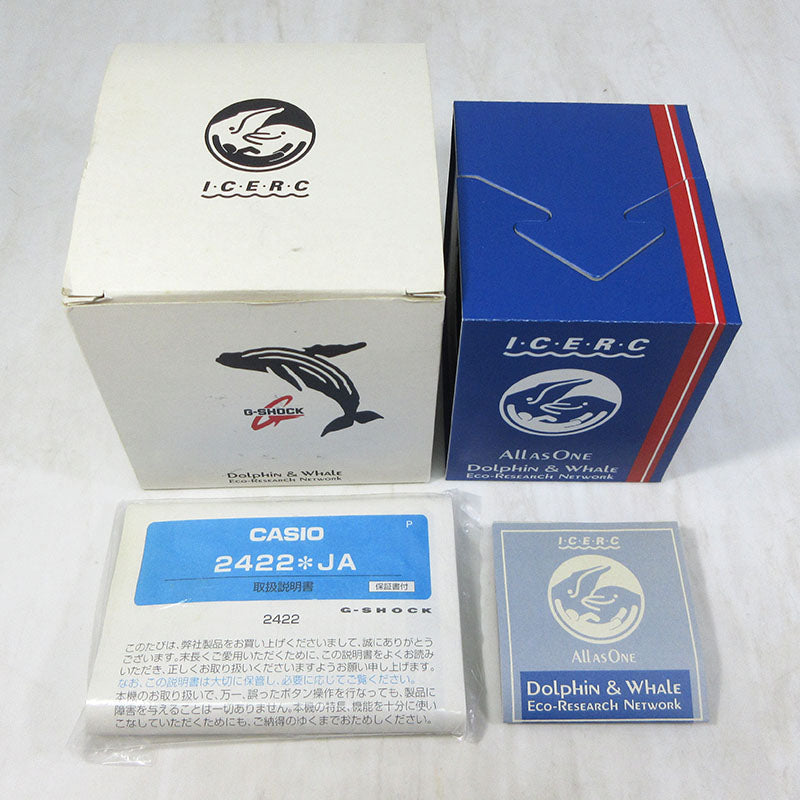 I·C·E·R·C
G-SHOCK
Dolphin & Whale
Eco-Research Network
I·C·E·R·C
All as One
Dolphin & Whale
Eco-Research Network
P
CASIO
2422*JA
取扱説明書 保証書付
G-SHOCK
2422
このたびは、弊社製品をお買い上げくださいまして、誠にありがとう
ございます。末長くご愛用いただくために、この説明書をよくお読み
いただき、正しくお取り扱いくださいますようお願い申し上げます。
なお、この説明書は大切に保管し、必要に応じてご覧ください。
本機のお取り扱いで、万一、誤ったボタン操作を行なっても、製品に
障害を与えることは一切ありません。本機の特長、機能を十分に使い
こなしていただくためにも、ご納得のゆくまでおためしください。
I·C·E·R·C
All as One
Dolphin & Whale
Eco-Research Network